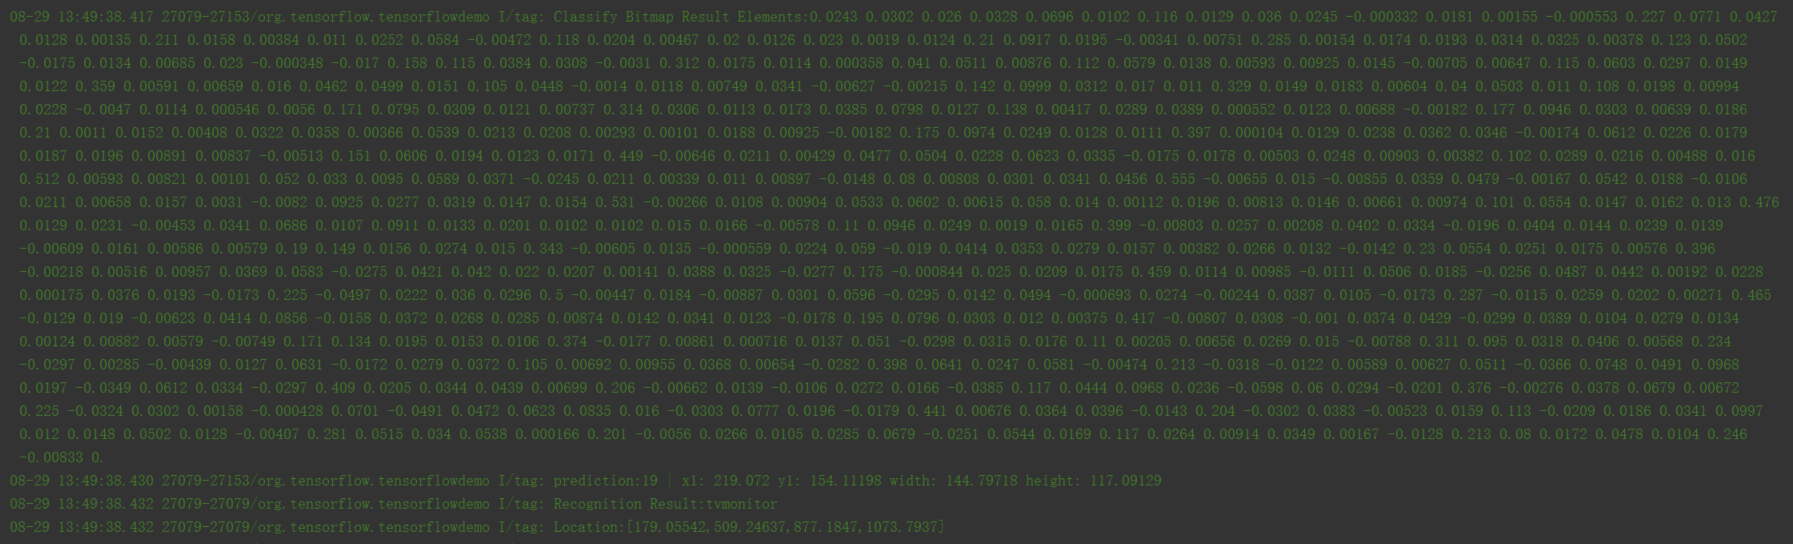 08-29 13:49:38.417 27079-27153/org.tensorflow.tensorflowdemo I/tag: Classify Bitmap Result Elements:0.0243 0.0302 0.026 0.0328 0.0696 0.0102 0.116 0.0129 0.036 0.0245 -0.000332 0.0181 0.00155 -0.000553 0.227 0.0771 0.0427
0.0128 0.00135 0.211 0.0158 0.00384 0.011 0.0252 0.0584 -0.00472 0.118 0.0204 0.00467 0.02 0.0126 0.023 0.0019 0.0124 0.21 0.0917 0.0195 -0.00341 0.00751 0.285 0.00154 0.0174 0.0193 0.0314 0.0325 0.00378 0.123 0.0502
-0.0175 0.0134 0.00685 0.023 -0.000348 -0.017 0.158 0.115 0.0384 0.0308 -0.0031 0.312 0.0175 0.0114 0.000358 0.041 0.0511 0.00876 0.112 0.0579 0.0138 0.00593 0.00925 0.0145 -0.00705 0.00647 0.115 0.0603 0.0297 0.0149
0.0122 0.359 0.00591 0.00659 0.016 0.0462 0.0499 0.0151 0.105 0.0448 -0.0014 0.0118 0.00749 0.0341 -0.00627 -0.00215 0.142 0.0999 0.0312 0.017 0.011 0.329 0.0149 0.0183 0.00604 0.04 0.0503 0.011 0.108 0.0198 0.00994
0.0228 -0.0047 0.0114 0.000546 0.0056 0.171 0.0795 0.0309 0.0121 0.00737 0.314 0.0306 0.0113 0.0173 0.0385 0.0798 0.0127 0.138 0.00417 0.0289 0.0389 0.000552 0.0123 0.00688 -0.00182 0.177 0.0946 0.0303 0.00639 0.0186
0.21 0.0011 0.0152 0.00408 0.0322 0.0358 0.00366 0.0539 0.0213 0.0208 0.00293 0.00101 0.0188 0.00925 -0.00182 0.175 0.0974 0.0249 0.0128 0.0111 0.397 0.000104 0.0129 0.0238 0.0362 0.0346 -0.00174 0.0612 0.0226 0.0179
0.0187 0.0196 0.00891 0.00837 -0.00513 0.151 0.0606 0.0194 0.0123 0.0171 0.449 -0.00646 0.0211 0.00429 0.0477 0.0504 0.0228 0.0623 0.0335 -0.0175 0.0178 0.00503 0.0248 0.00903 0.00382 0.102 0.0289 0.0216 0.00488 0.016
0.512 0.00593 0.00821 0.00101 0.052 0.033 0.0095 0.0589 0.0371 -0.0245 0.0211 0.00339 0.011 0.00897 -0.0148 0.08 0.00808 0.0301 0.0341 0.0456 0.555 -0.00655 0.015 -0.00855 0.0359 0.0479 -0.00167 0.0542 0.0188 -0.0106
0.0211 0.00658 0.0157 0.0031 -0.0082 0.0925 0.0277 0.0319 0.0147 0.0154 0.531 -0.00266 0.0108 0.00904 0.0533 0.0602 0.00615 0.058 0.014 0.00112 0.0196 0.00813 0.0146 0.00661 0.00974 0.101 0.0554 0.0147 0.0162 0.013 0.476
0.0129 0.0231 -0.00453 0.0341 0.0686 0.0107 0.0911 0.0133 0.0201 0.0102 0.0102 0.015 0.0166 -0.00578 0.11 0.0946 0.0249 0.0019 0.0165 0.399 -0.00803 0.0257 0.00208 0.0402 0.0334 -0.0196 0.0404 0.0144 0.0239 0.0139
-0.00609 0.0161 0.00586 0.00579 0.19 0.149 0.0156 0.0274 0.015 0.343 -0.00605 0.0135 -0.000559 0.0224 0.059 -0.019 0.0414 0.0353 0.0279 0.0157 0.00382 0.0266 0.0132 -0.0142 0.23 0.0554 0.0251 0.0175 0.00576 0.396
-0.00218 0.00516 0.00957 0.0369 0.0583 -0.0275 0.0421 0.042 0.022 0.0207 0.00141 0.0388 0.0325 -0.0277 0.175 -0.000844 0.025 0.0209 0.0175 0.459 0.0114 0.00985 -0.0111 0.0506 0.0185 -0.0256 0.0487 0.0442 0.00192 0.0228
0.000175 0.0376 0.0193 -0.0173 0.225 -0.0497 0.0222 0.036 0.0296 0.5 -0.00447 0.0184 -0.00887 0.0301 0.0596 -0.0295 0.0142 0.0494 -0.000693 0.0274 -0.00244 0.0387 0.0105 -0.0173 0.287 -0.0115 0.0259 0.0202 0.00271 0.465
-0.0129 0.019 -0.00623 0.0414 0.0856 -0.0158 0.0372 0.0268 0.0285 0.00874 0.0142 0.0341 0.0123 -0.0178 0.195 0.0796 0.0303 0.012 0.00375 0.417 -0.00807 0.0308 -0.001 0.0374 0.0429 -0.0299 0.0389 0.0104 0.0279 0.0134
0.00124 0.00882 0.00579 -0.00749 0.171 0.134 0.0195 0.0153 0.0106 0.374 -0.0177 0.00861 0.000716 0.0137 0.051 -0.0298 0.0315 0.0176 0.11 0.00205 0.00656 0.0269 0.015 -0.00788 0.311 0.095 0.0318 0.0406 0.00568 0.234
-0.0297 0.00285 -0.00439 0.0127 0.0631 -0.0172 0.0279 0.0372 0.105 0.00692 0.00955 0.0368 0.00654 -0.0282 0.398 0.0641 0.0247 0.0581 -0.00474 0.213 -0.0318 -0.0122 0.00589 0.00627 0.0511 -0.0366 0.0748 0.0491 0.0968
0.0197 -0.0349 0.0612 0.0334 -0.0297 0.409 0.0205 0.0344 0.0439 0.00699 0.206 -0.00662 0.0139 -0.0106 0.0272 0.0166 -0.0385 0.117 0.0444 0.0968 0.0236 -0.0598 0.06 0.0294 -0.0201 0.376 -0.00276 0.0378 0.0679 0.00672
0.225 -0.0324 0.0302 0.00158 -0.000428 0.0701 -0.0491 0.0472 0.0623 0.0835 0.016 -0.0303 0.0777 0.0196 -0.0179 0.441 0.00676 0.0364 0.0396 -0.0143 0.204 -0.0302 0.0383 -0.00523 0.0159 0.113 -0.0209 0.0186 0.0341 0.0997
0.012 0.0148 0.0502 0.0128 -0.00407 0.281 0.0515 0.034 0.0538 0.000166 0.201 -0.0056 0.0266 0.0105 0.0285 0.0679 -0.0251 0.0544 0.0169 0.117 0.0264 0.00914 0.0349 0.00167 -0.0128 0.213 0.08 0.0172 0.0478 0.0104 0.246
-0.00833 0.
08-29 13:49:38.430 27079-27153/org.tensorflow.tensorflowdemo I/tag: prediction:19 | x1: 219.072 y1: 154.11198 width: 144.79718 height: 117.09129
08-29 13:49:38.432 27079-27079/org.tensorflow.tensorflowdemo I/tag: Recognition Result:tvmonitor
08-29 13:49:38.432 27079-27079/org.tensorflow.tensorflowdemo I/tag: Location:[179.05542,509.24637,877.1847,1073.7937]